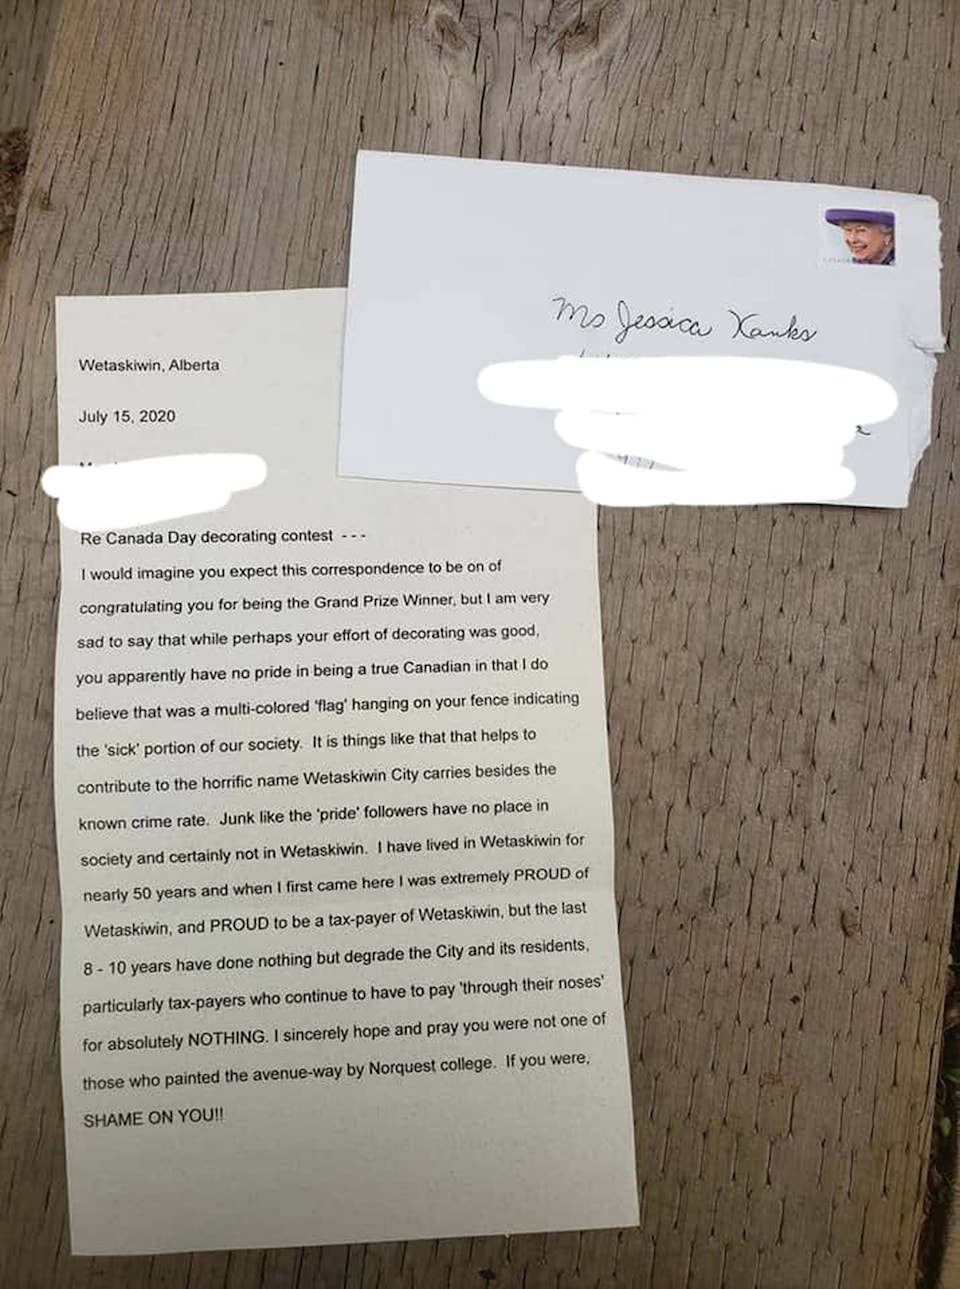 Ms Jessica Hanks
Wetaskiwin, Alberta
July 15, 2020
Re Canada Day decorating contest - - -
I would imagine you expect this correspondence to be on of
congratulating you for being the Grand Prize Winner, but I am very
sad to say that while perhaps your effort of decorating was good,
you apparently have no pride in being a true Canadian in that I do
believe that was a multi-colored 'flag' hanging on your fence indicating
the 'sick' portion of our society. It is things like that that helps to
contribute to the horrific name Wetaskiwin City carries besides the
known crime rate. Junk like the 'pride' followers have no place in
society and certainly not in Wetaskiwin. I have lived in Wetaskiwin for
nearly 50 years and when I first came here I was extremely PROUD of
Wetaskiwin, and PROUD to be a tax-payer of Wetaskiwin, but the last
8 - 10 years have done nothing but degrade the City and its residents,
particularly tax-payers who continue to have to pay 'through their noses'
for absolutely NOTHING. I sincerely hope and pray you were not one of
those who painted the avenue-way by Norquest college. If you were,
SHAME ON YOU!!